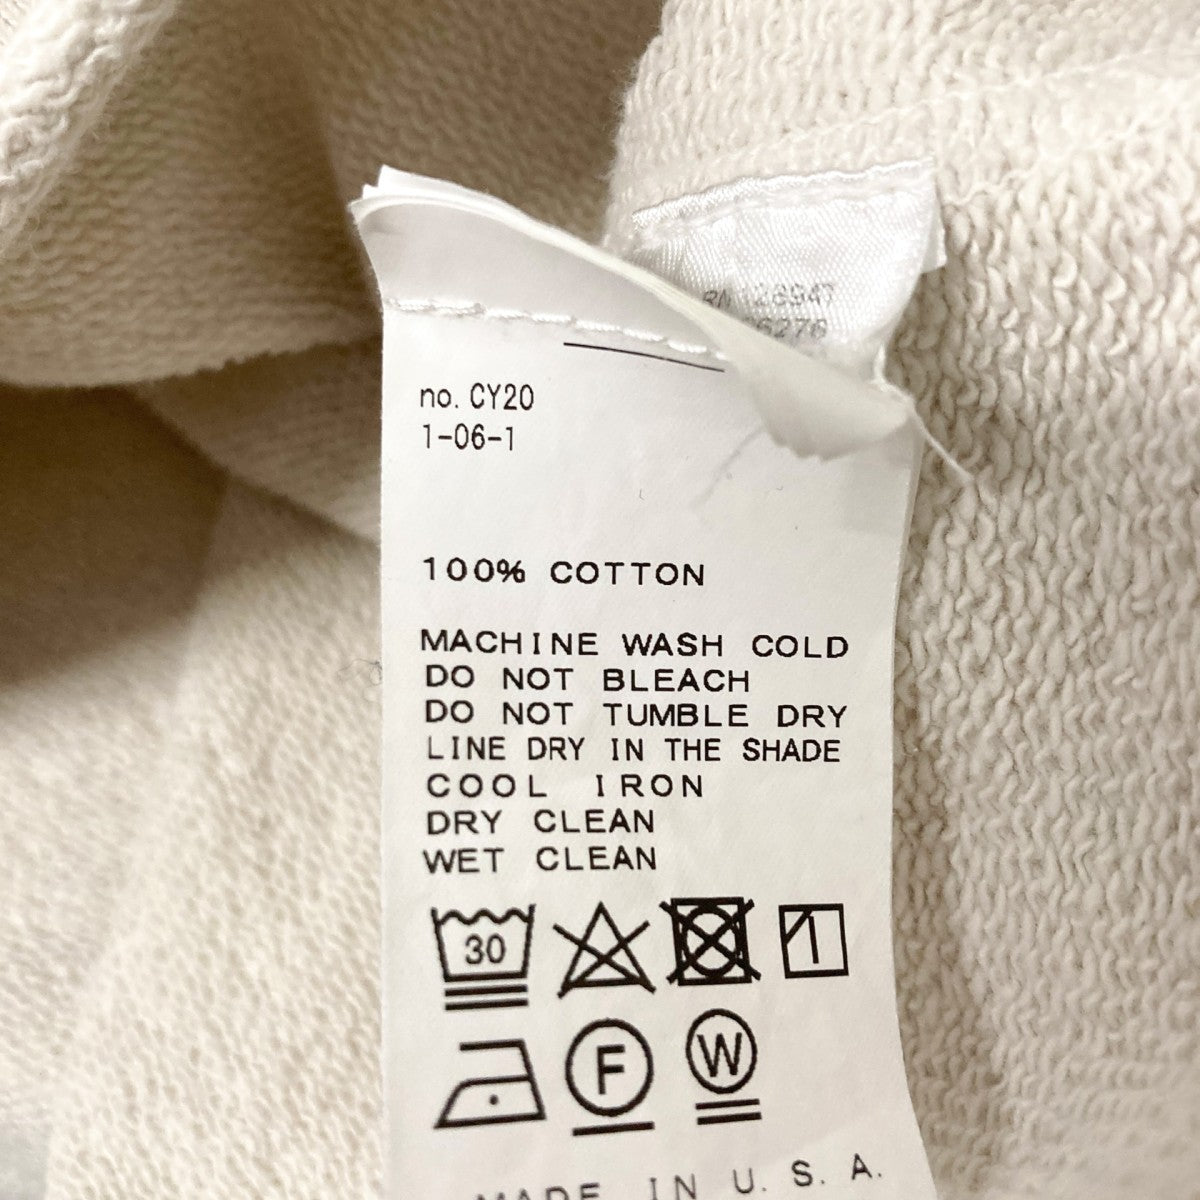 RN
no. CY20
1-06-1
100% COTTON
MACHINE WASH COLD
DO NOT BLEACH
DO NOT TUMBLE DRY
LINE DRY IN THE SHADE
COOL IRON
DRY CLEAN
WET CLEAN
30
F W
MADE IN U.S.A.